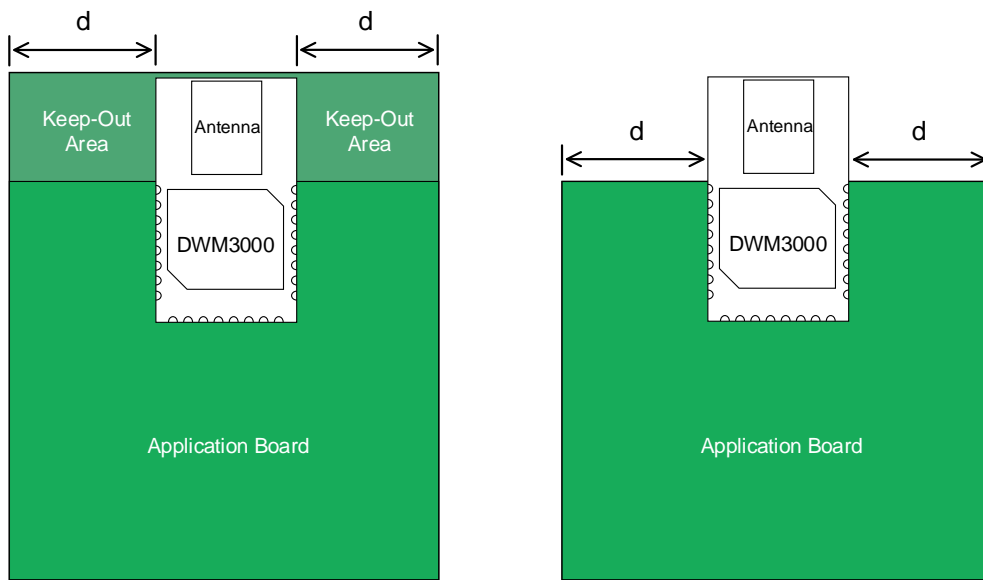 d
d
d
d
Keep-Out
Area
Antenna
Keep-Out
Area
Antenna
DWM3000
DWM3000
Application Board
Application Board